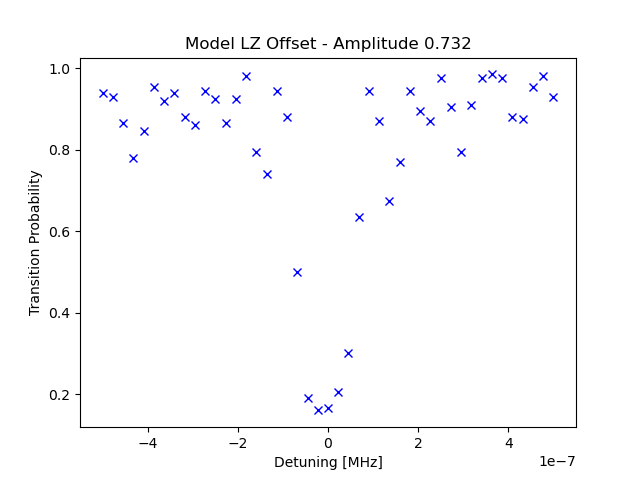 Model LZ Offset - Amplitude 0.732
1.0
0.8
0.6
0.4
0.2
Transition Probability
−4
−2
0
2
4
1e−7
Detuning [MHz]